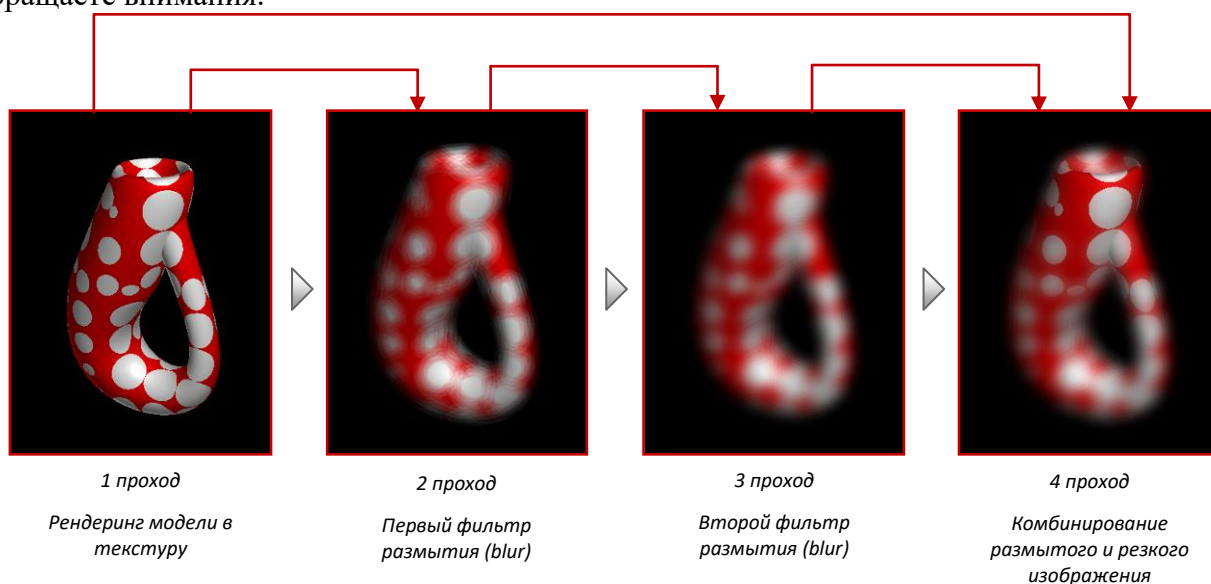 внимания.
1 проход
Рендеринг модели в
текстуру
2 проход
Первый фильтр
размытия (blur)
3 проход
Второй фильтр
размытия (blur)
4 проход
Комбинирование
размытого и резкого
изображения